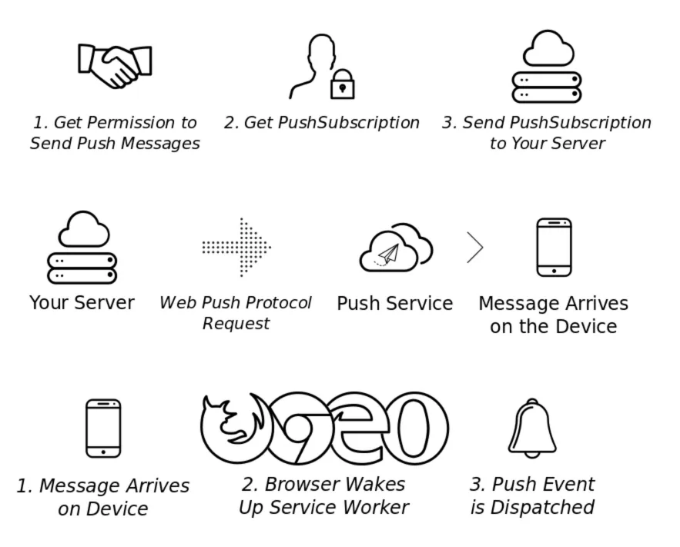 1. Get Permission to
Send Push Messages
2. Get PushSubscription
3. Send PushSubscription
to Your Server
Your Server
Web Push Protocol
Request
Push Service
Message Arrives
on the Device
1. Message Arrives
on Device
2. Browser Wakes
Up Service Worker
3. Push Event
is Dispatched